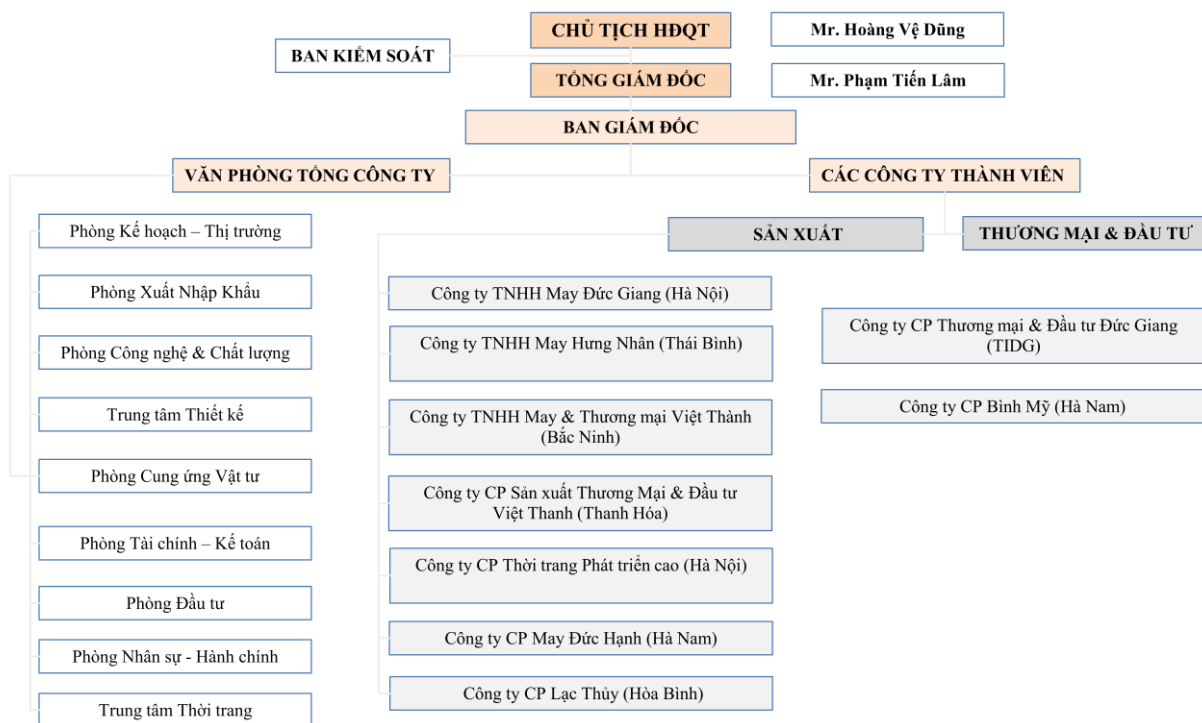 CHỦ TỊCH HĐQT
Mr. Hoàng Vệ Dũng
BAN KIỂM SOÁT
TỔNG GIÁM ĐỐC
Mr. Phạm Tiến Lâm
BAN GIÁM ĐỐC
VĂN PHÒNG TỔNG CÔNG TY
CÁC CÔNG TY THÀNH VIÊN
Phòng Kế hoạch – Thị trường
Phòng Xuất Nhập Khẩu
Phòng Công nghệ & Chất lượng
Trung tâm Thiết kế
Phòng Cung ứng Vật tư
Phòng Tài chính – Kế toán
Phòng Đầu tư
Phòng Nhân sự - Hành chính
Trung tâm Thời trang
SẢN XUẤT
Công ty TNHH May Đức Giang (Hà Nội)
Công ty TNHH May Hưng Nhân (Thái Bình)
Công ty TNHH May & Thương mại Việt Thành
(Bắc Ninh)
Công ty CP Sản xuất Thương Mại & Đầu tư
Việt Thanh (Thanh Hóa)
Công ty CP Thời trang Phát triển cao (Hà Nội)
Công ty CP May Đức Hạnh (Hà Nam)
Công ty CP Lạc Thủy (Hòa Bình)
THƯƠNG MẠI & ĐẦU TƯ
Công ty CP Thương mại & Đầu tư Đức Giang
(TIDG)
Công ty CP Bình Mỹ (Hà Nam)